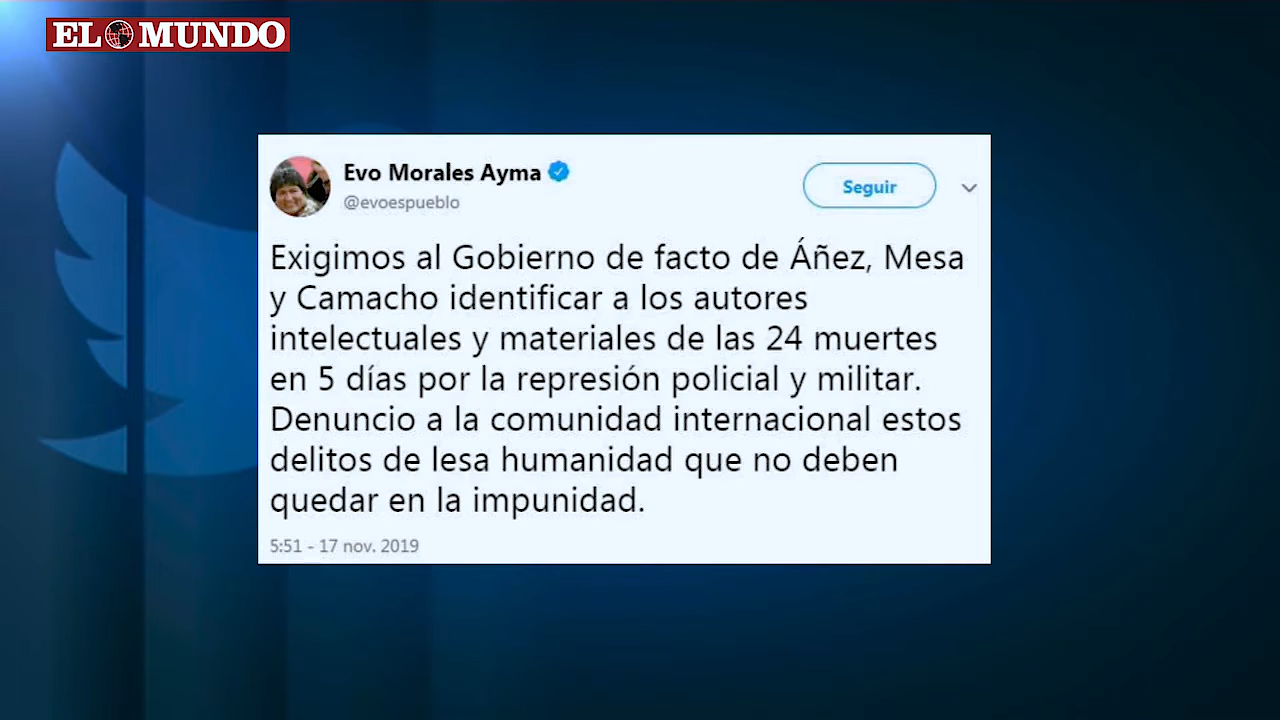 EL MUNDO
Evo Morales Ayma
Seguir
@evoespueblo
Exigimos al Gobierno de facto de Áñez, Mesa
y Camacho identificar a los autores
intelectuales y materiales de las 24 muertes
en 5 días por la represión policial y militar.
Denuncio a la comunidad internacional estos
delitos de lesa humanidad que no deben
quedar en la impunidad.
5:51 - 17 nov. 2019